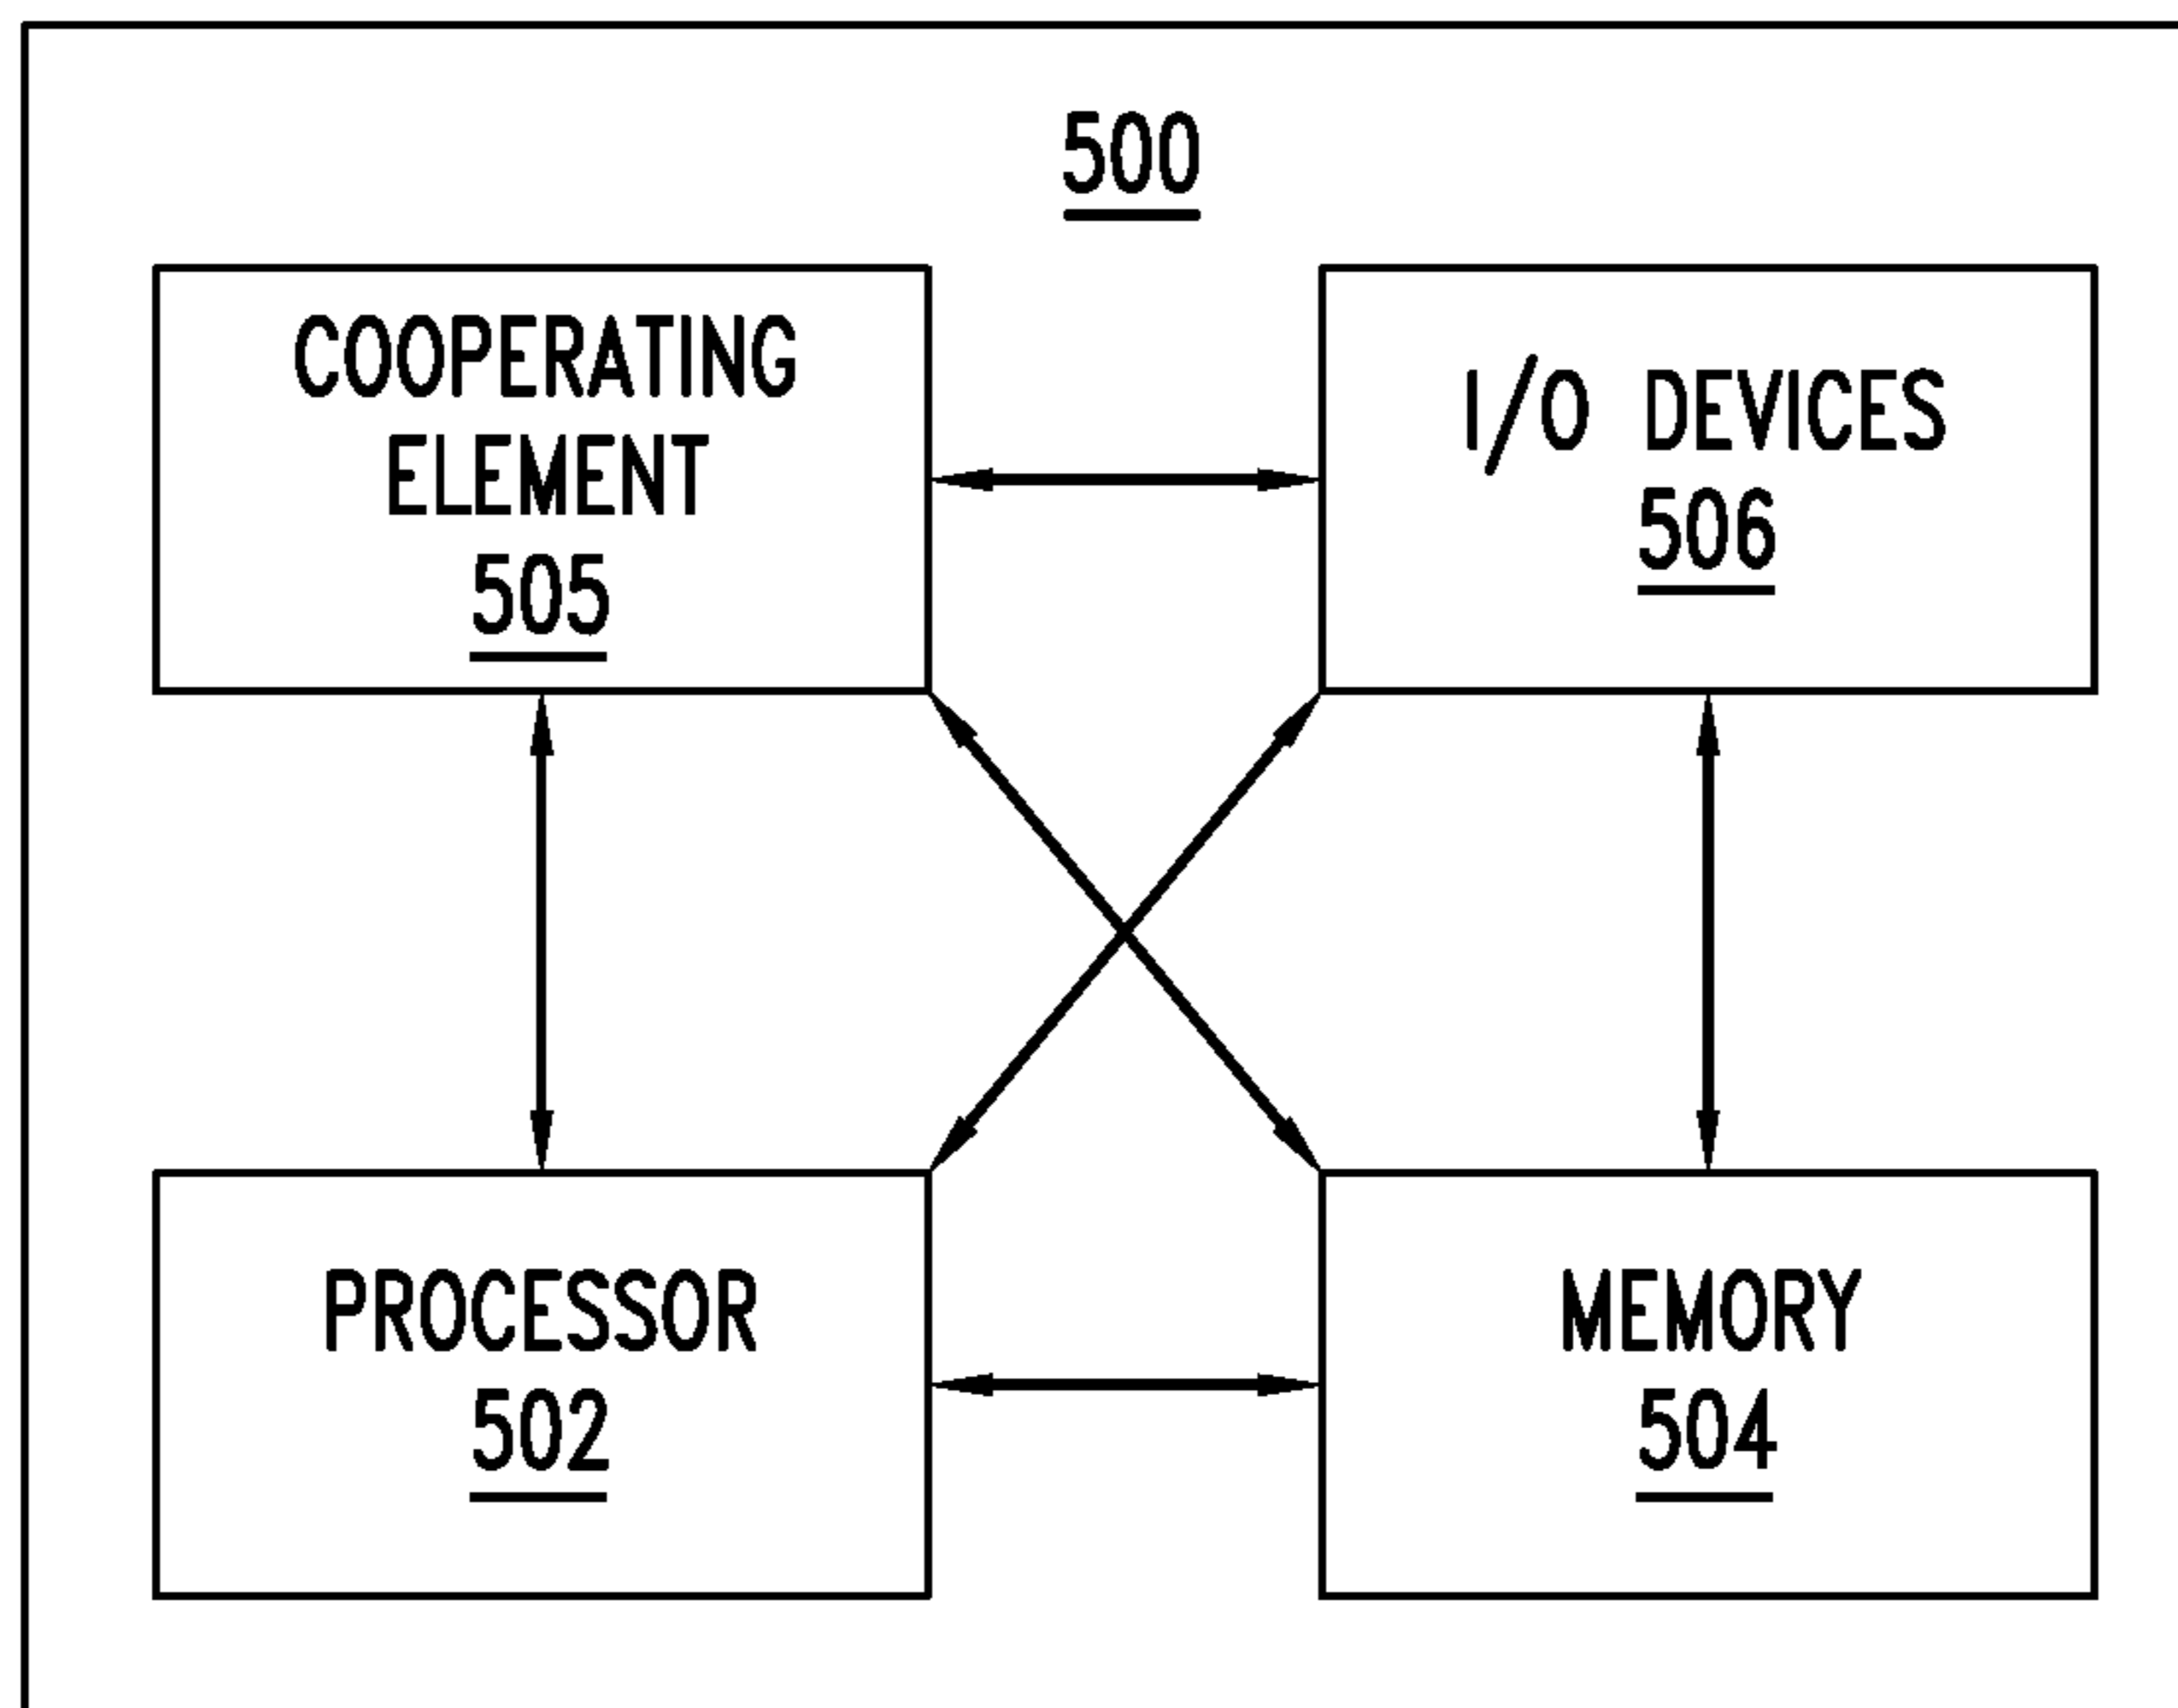 500
COOPERATING
ELEMENT
505
I/O DEVICES
506
PROCESSOR
502
MEMORY
504